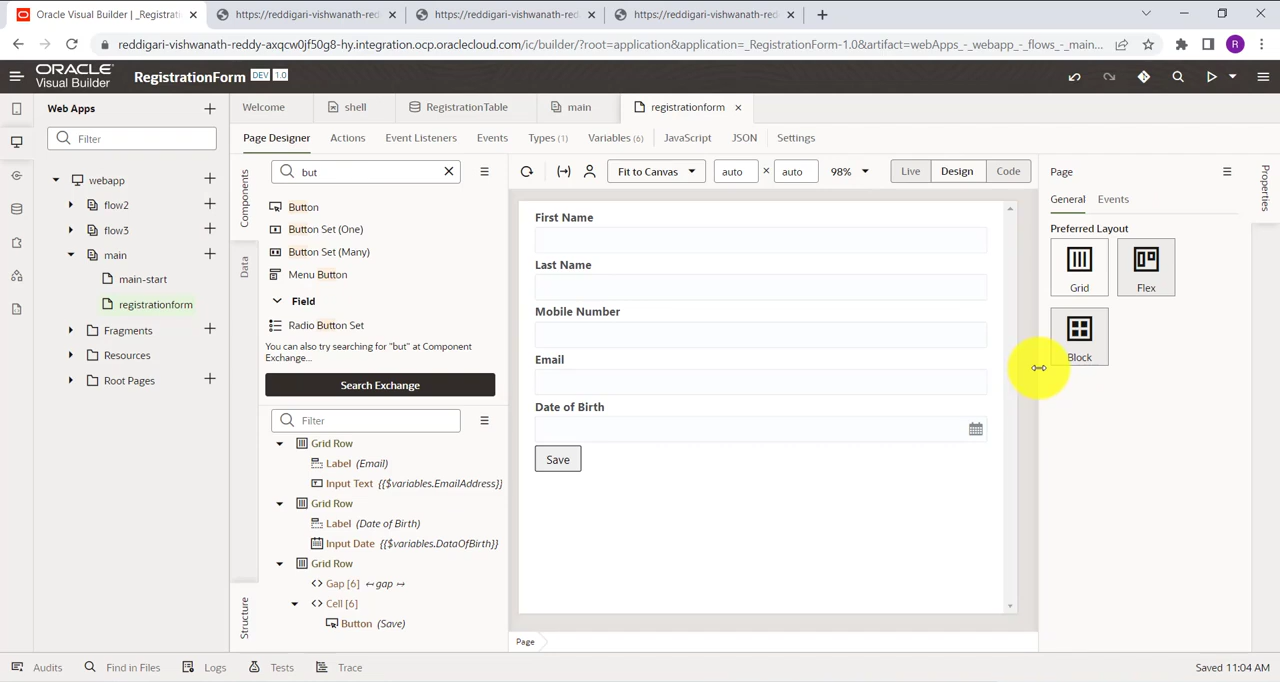 Oracle Visual Builder | _Registrati
https://reddigari-vishwanath-red
https://reddigari-vishwanath-red
https://reddigari-vishwanath-red
reddigari-vishwanath-reddy-axqcw0jf50g8-hy.integration.ocp.oraclecloud.com/ic/builder/?root=application&application=_RegistrationForm-1.0&artifact=webApps_-_webapp_-_flows_-_main...
R
ORACLE
Visual Builder
RegistrationForm DEV 1.0
Web Apps
Filter
webapp
flow2
flow3
main
main-start
registrationform
Fragments
Resources
Root Pages
Welcome
shell
RegistrationTable
main
registrationform
Page Designer
Actions
Event Listeners
Events
Types (1)
Variables (6)
JavaScript
JSON
Settings
Components
Data
Structure
but
Button
Button Set (One)
Button Set (Many)
Menu Button
Field
Radio Button Set
You can also try searching for "but" at Component
Exchange...
Search Exchange
Filter
Grid Row
Label (Email)
Input Text {{$variables.EmailAddress}}
Grid Row
Label (Date of Birth)
Input Date {{$variables.DataOfBirth}}
Grid Row
Gap [6] ↤ gap ↦
Cell [6]
Button (Save)
Fit to Canvas
auto × auto
98%
Live
Design
Code
First Name
Last Name
Mobile Number
Email
Date of Birth
Save
Page
Page
General
Events
Preferred Layout
Grid
Flex
Block
Properties
Audits
Find in Files
Logs
Tests
Trace
Saved 11:04 AM